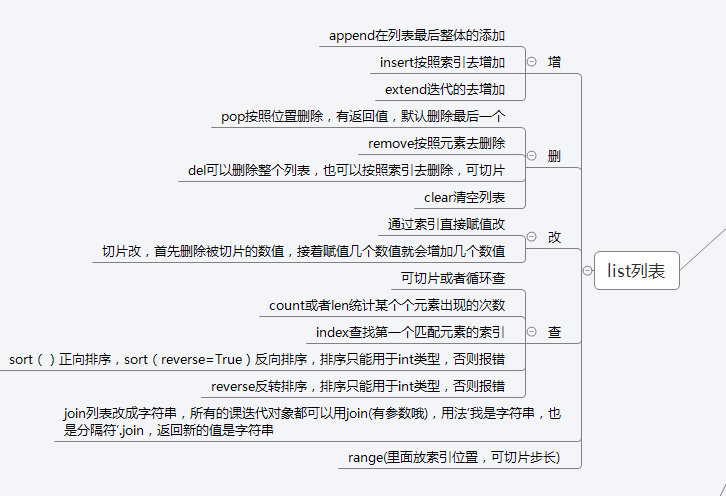 append在列表最后整体的添加
insert按照索引去增加
extend迭代的去增加
增
pop按照位置删除，有返回值，默认删除最后一个
remove按照元素去删除
del可以删除整个列表，也可以按照索引去删除，可切片
clear清空列表
删
通过索引直接赋值改
切片改，首先删除被切片的数值，接着赋值几个数值就会增加几个数值
改
list列表
可切片或者循环查
count或者len统计某个个元素出现的次数
index查找第一个匹配元素的索引
sort（ ）正向排序，sort（reverse=True）反向排序，排序只能用于int类型，否则报错
reverse反转排序，排序只能用于int类型，否则报错
查
join列表改成字符串，所有的课迭代对象都可以用join(有参数哦)，用法'我是字符串，也
是分隔符'.join，返回新的值是字符串
range(里面放索引位置，可切片步长)